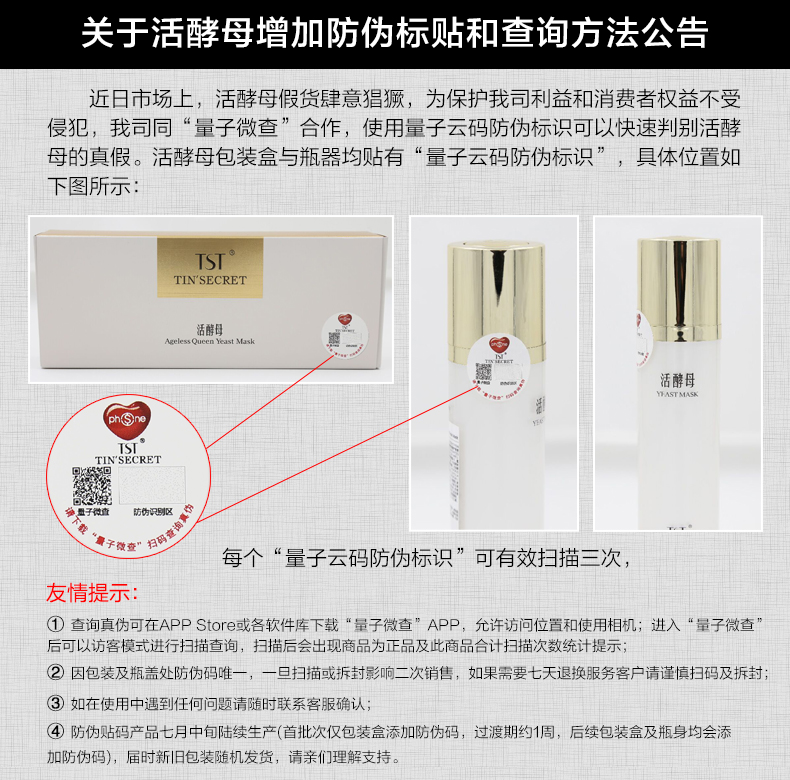 关于活酵母增加防伪标贴和查询方法公告
近日市场上，活酵母假货肆意猖獗，为保护我司利益和消费者权益不受
侵犯，我司同“量子微查”合作，使用量子云码防伪标识可以快速判别活酵
母的真假。活酵母包装盒与瓶器均贴有“量子云码防伪标识”，具体位置如
下图所示：
TST®
TIN'SECRET
活酵母
Ageless Queen Yeast Mask
TST
TIN'SECRET
活
YE
活酵母
YEAST MASK
TST
phSne
TST®
TIN'SECRET
量子微查 防伪识别区
请下载“量子微查”扫码查询真伪
每个“量子云码防伪标识”可有效扫描三次，
友情提示：
① 查询真伪可在APP Store或各软件库下载“量子微查”APP，允许访问位置和使用相机；进入“量子微查”
后可以访客模式进行扫描查询，扫描后会出现商品为正品及此商品合计扫描次数统计提示；
② 因包装及瓶盖处防伪码唯一，一旦扫描或拆封影响二次销售，如果需要七天退换服务客户请谨慎扫码及拆封；
③ 如在使用中遇到任何问题请随时联系客服确认；
④ 防伪贴码产品七月中旬陆续生产(首批次仅包装盒添加防伪码，过渡期约1周，后续包装盒及瓶身均会添
加防伪码)，届时新旧包装随机发货，请亲们理解支持。